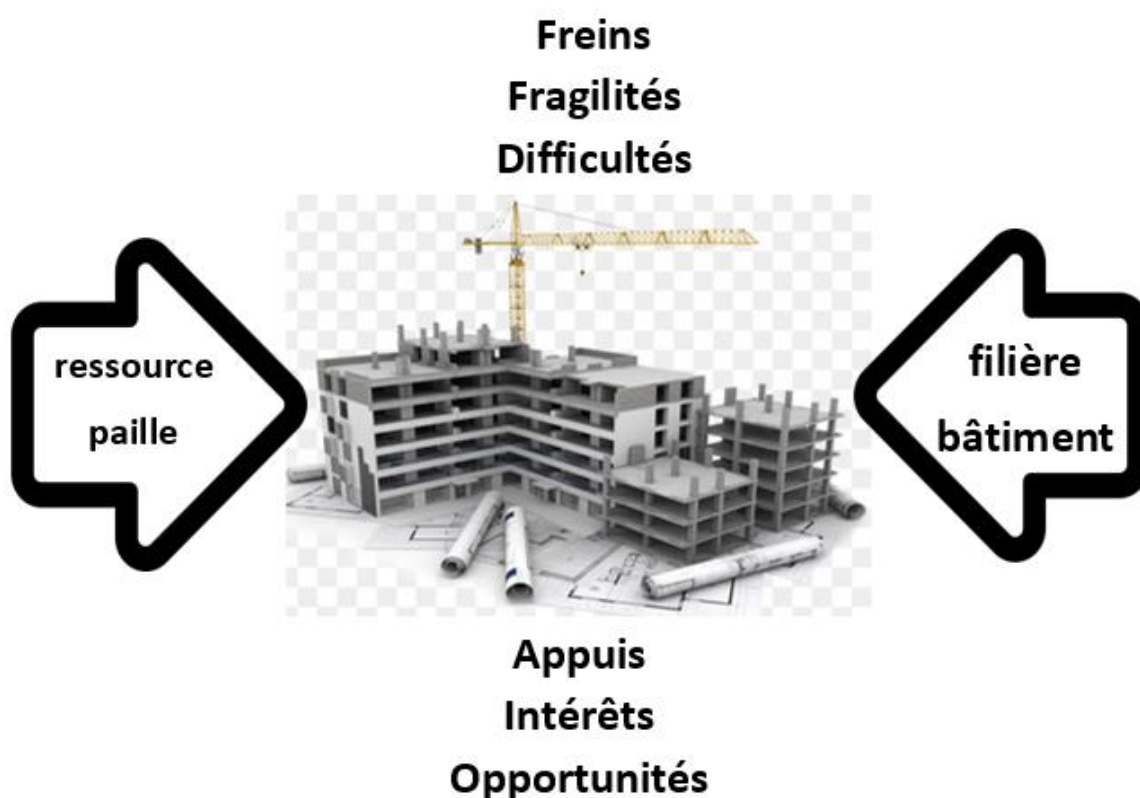 Freins
Fragilités
Difficultés
ressource
paille
filière
bâtiment
Appuis
Intérêts
Opportunités